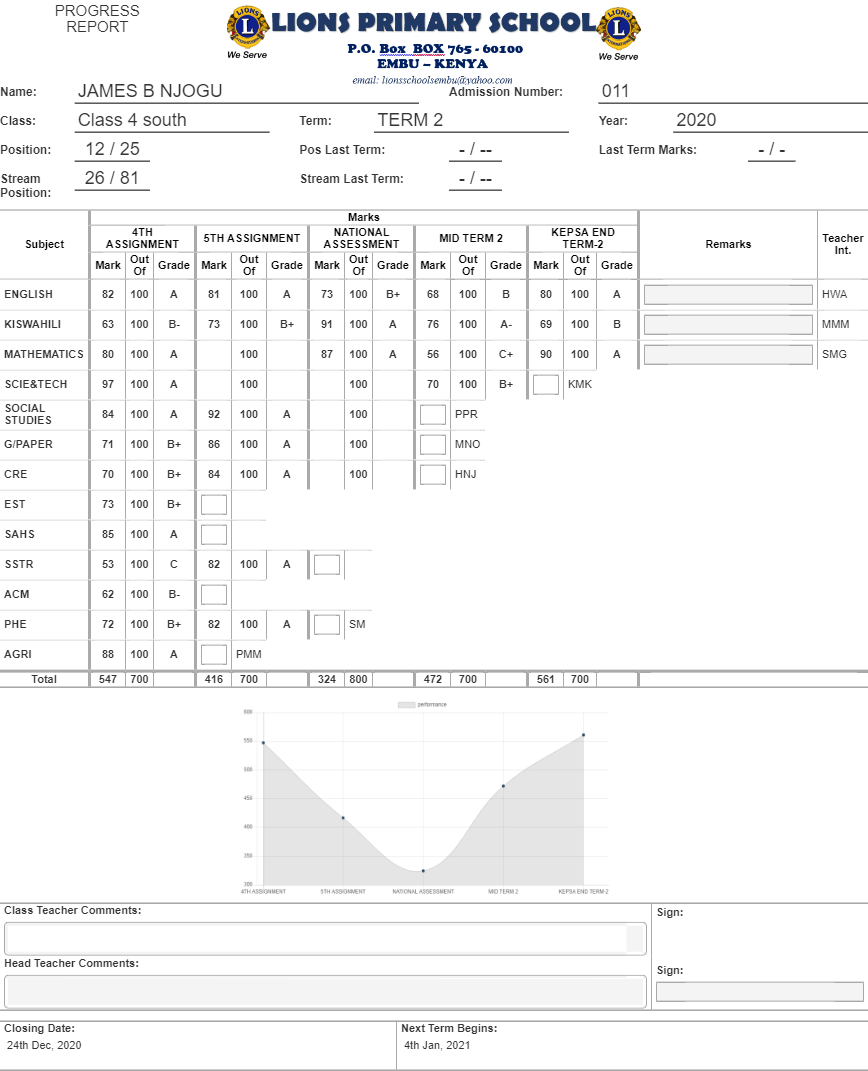 PROGRESS
REPORT
LIONS PRIMARY SCHOOL
We Serve
We Serve
P.O. Box BOX 765 - 60100
EMBU – KENYA
email: lionsschoolsembu@yahoo.com
Name: JAMES B NJOGU Admission Number: 011
Class: Class 4 south Term: TERM 2 Year: 2020
Position: 12 / 25 Pos Last Term: - / -- Last Term Marks: - / -
Stream Position: 26 / 81 Stream Last Term: - / --
Marks
Subject 4TH ASSIGNMENT 5TH ASSIGNMENT NATIONAL ASSESSMENT MID TERM 2 KEPSA END TERM-2 Remarks Teacher Int.
Mark Out Of Grade Mark Out Of Grade Mark Out Of Grade Mark Out Of Grade Mark Out Of Grade
ENGLISH 82 100 A 81 100 A 73 100 B+ 68 100 B 80 100 A HWA
KISWAHILI 63 100 B- 73 100 B+ 91 100 A 76 100 A- 69 100 B MMM
MATHEMATICS 80 100 A 100 87 100 A 56 100 C+ 90 100 A SMG
SCIE&TECH 97 100 A 100 100 70 100 B+ KMK
SOCIAL STUDIES 84 100 A 92 100 A 100 PPR
G/PAPER 71 100 B+ 86 100 A 100 MNO
CRE 70 100 B+ 84 100 A 100 HNJ
EST 73 100 B+
SAHS 85 100 A
SSTR 53 100 C 82 100 A
ACM 62 100 B-
PHE 72 100 B+ 82 100 A SM
AGRI 88 100 A PMM
Total 547 700 416 700 324 800 472 700 561 700
performance
600
550
500
450
400
350
300
4TH ASSIGNMENT 5TH ASSIGNMENT NATIONAL ASSESSMENT MID TERM 2 KEPSA END TERM-2
Class Teacher Comments: Sign:
Head Teacher Comments: Sign:
Closing Date: Next Term Begins:
24th Dec, 2020 4th Jan, 2021